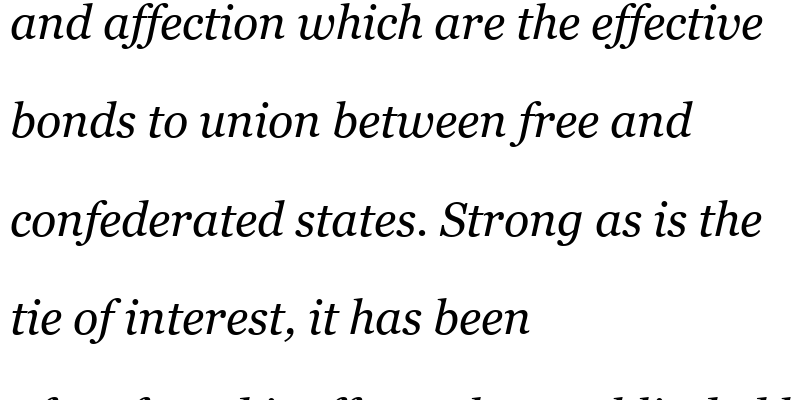 and affection which are the effective
bonds to union between free and
confederated states. Strong as is the
tie of interest, it has been